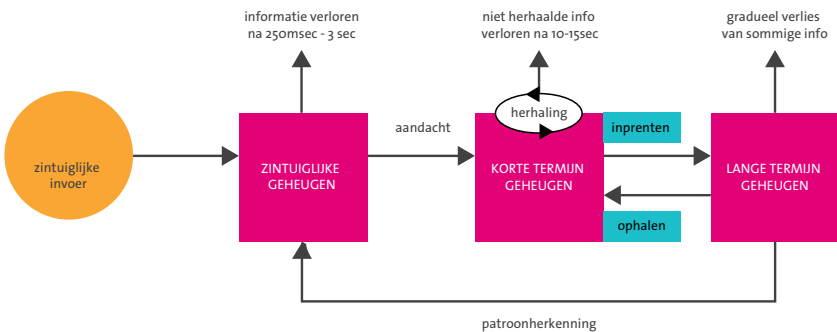 informatie verloren
na 250msec - 3 sec
niet herhaalde info
verloren na 10-15sec
gradueel verlies
van sommige info
zintuiglijke
invoer
ZINTUIGLIJKE
GEHEUGEN
aandacht
herhaling
KORTE TERMIJN
GEHEUGEN
inprenten
ophalen
LANGE TERMIJN
GEHEUGEN
patroonherkenning